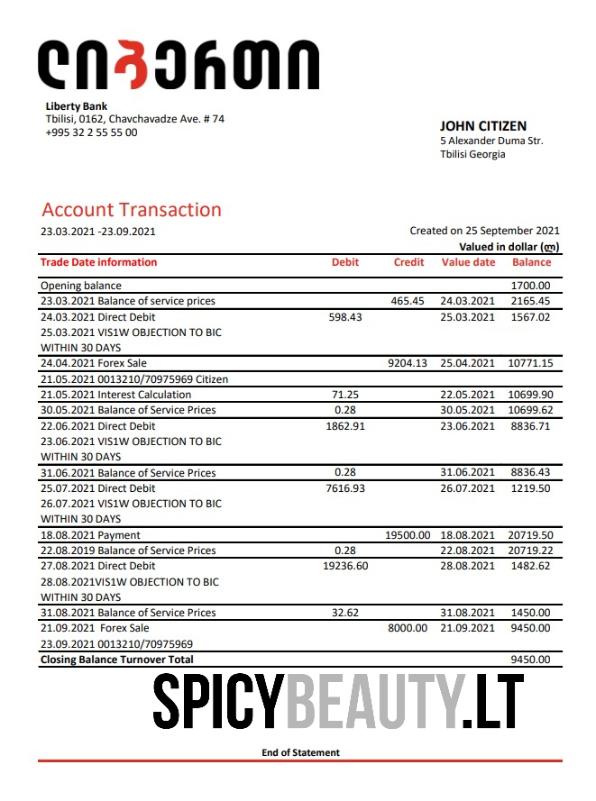 ლიბერთი
Liberty Bank
Tbilisi, 0162, Chavchavadze Ave. # 74
+995 32 2 55 55 00
JOHN CITIZEN
5 Alexander Duma Str.
Tbilisi Georgia
Account Transaction
23.03.2021 -23.09.2021
Created on 25 September 2021
Valued in dollar (ლ)
Trade Date information Debit Credit Value date Balance
Opening balance 1700.00
23.03.2021 Balance of service prices 465.45 24.03.2021 2165.45
24.03.2021 Direct Debit 598.43 25.03.2021 1567.02
25.03.2021 VIS1W OBJECTION TO BIC
WITHIN 30 DAYS
24.04.2021 Forex Sale 9204.13 25.04.2021 10771.15
21.05.2021 0013210/70975969 Citizen
21.05.2021 Interest Calculation 71.25 22.05.2021 10699.90
30.05.2021 Balance of Service Prices 0.28 30.05.2021 10699.62
22.06.2021 Direct Debit 1862.91 23.06.2021 8836.71
23.06.2021 VIS1W OBJECTION TO BIC
WITHIN 30 DAYS
31.06.2021 Balance of Service Prices 0.28 31.06.2021 8836.43
25.07.2021 Direct Debit 7616.93 26.07.2021 1219.50
26.07.2021 VIS1W OBJECTION TO BIC
WITHIN 30 DAYS
18.08.2021 Payment 19500.00 18.08.2021 20719.50
22.08.2019 Balance of Service Prices 0.28 22.08.2021 20719.22
27.08.2021 Direct Debit 19236.60 28.08.2021 1482.62
28.08.2021VIS1W OBJECTION TO BIC
WITHIN 30 DAYS
31.08.2021 Balance of Service Prices 32.62 31.08.2021 1450.00
21.09.2021 Forex Sale 8000.00 21.09.2021 9450.00
23.09.2021 0013210/70975969
Closing Balance Turnover Total 9450.00
SPICYBEAUTY.LT
End of Statement